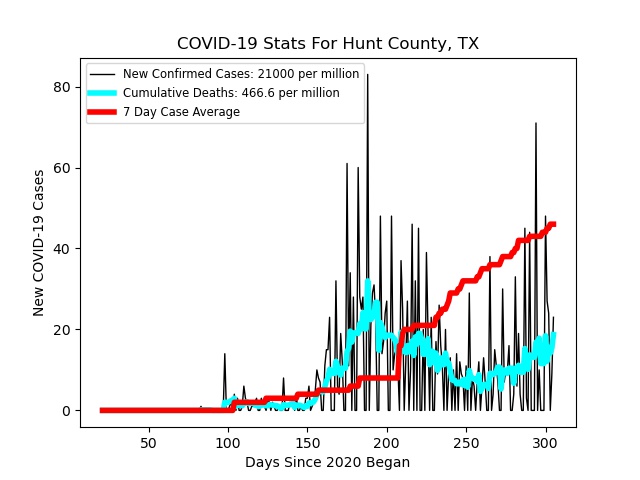 COVID-19 Stats For Hunt County, TX
New Confirmed Cases: 21000 per million
Cumulative Deaths: 466.6 per million
7 Day Case Average
80
60
40
20
0
New COVID-19 Cases
50
100
150
200
250
300
Days Since 2020 Began